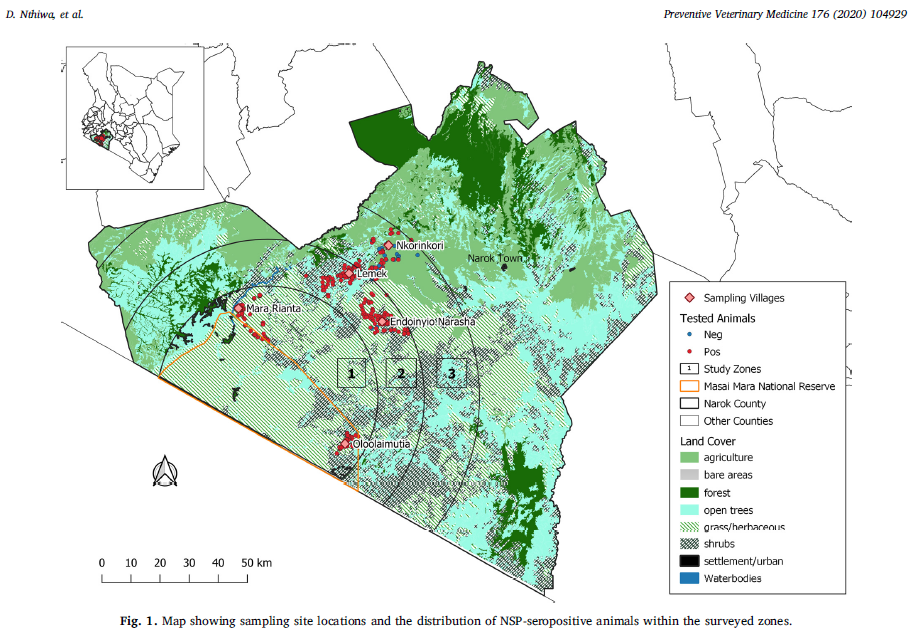 D. Nthiwa, et al.
Preventive Veterinary Medicine 176 (2020) 104929
Nkorinkori
Narok Town
Lemek
3
Mara Rianta
Endoinyio Narasha
1
2
3
Oloolaimutia
0 10 20 30 40 50 km
Sampling Villages
Tested Animals
Neg
Pos
1 Study Zones
Masai Mara National Reserve
Narok County
Other Counties
Land Cover
agriculture
bare areas
forest
open trees
grass/herbaceous
shrubs
settlement/urban
Waterbodies
Fig. 1. Map showing sampling site locations and the distribution of NSP-seropositive animals within the surveyed zones.